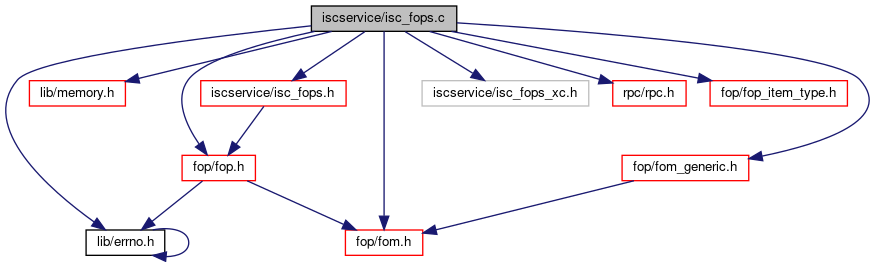 iscservice/isc_fops.c
lib/memory.h
iscservice/isc_fops.h
iscservice/isc_fops_xc.h
rpc/rpc.h
fop/fop_item_type.h
fop/fop.h
fop/fom_generic.h
lib/errno.h
fop/fom.h